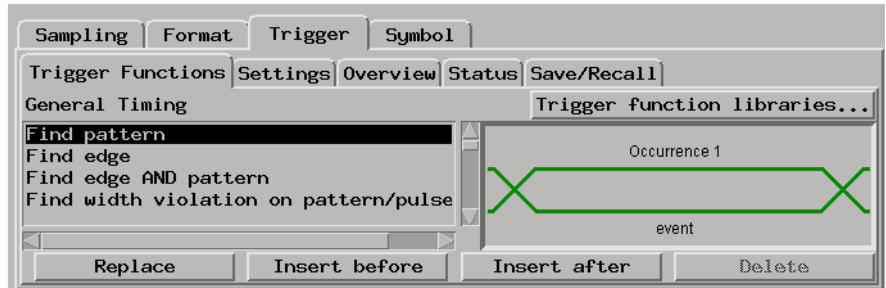 Sampling Format Trigger Symbol
Trigger Functions Settings Overview Status Save/Recall
General Timing Trigger function libraries...
Find pattern
Find edge
Find edge AND pattern
Find width violation on pattern/pulse
Occurrence 1
event
Replace Insert before Insert after Delete